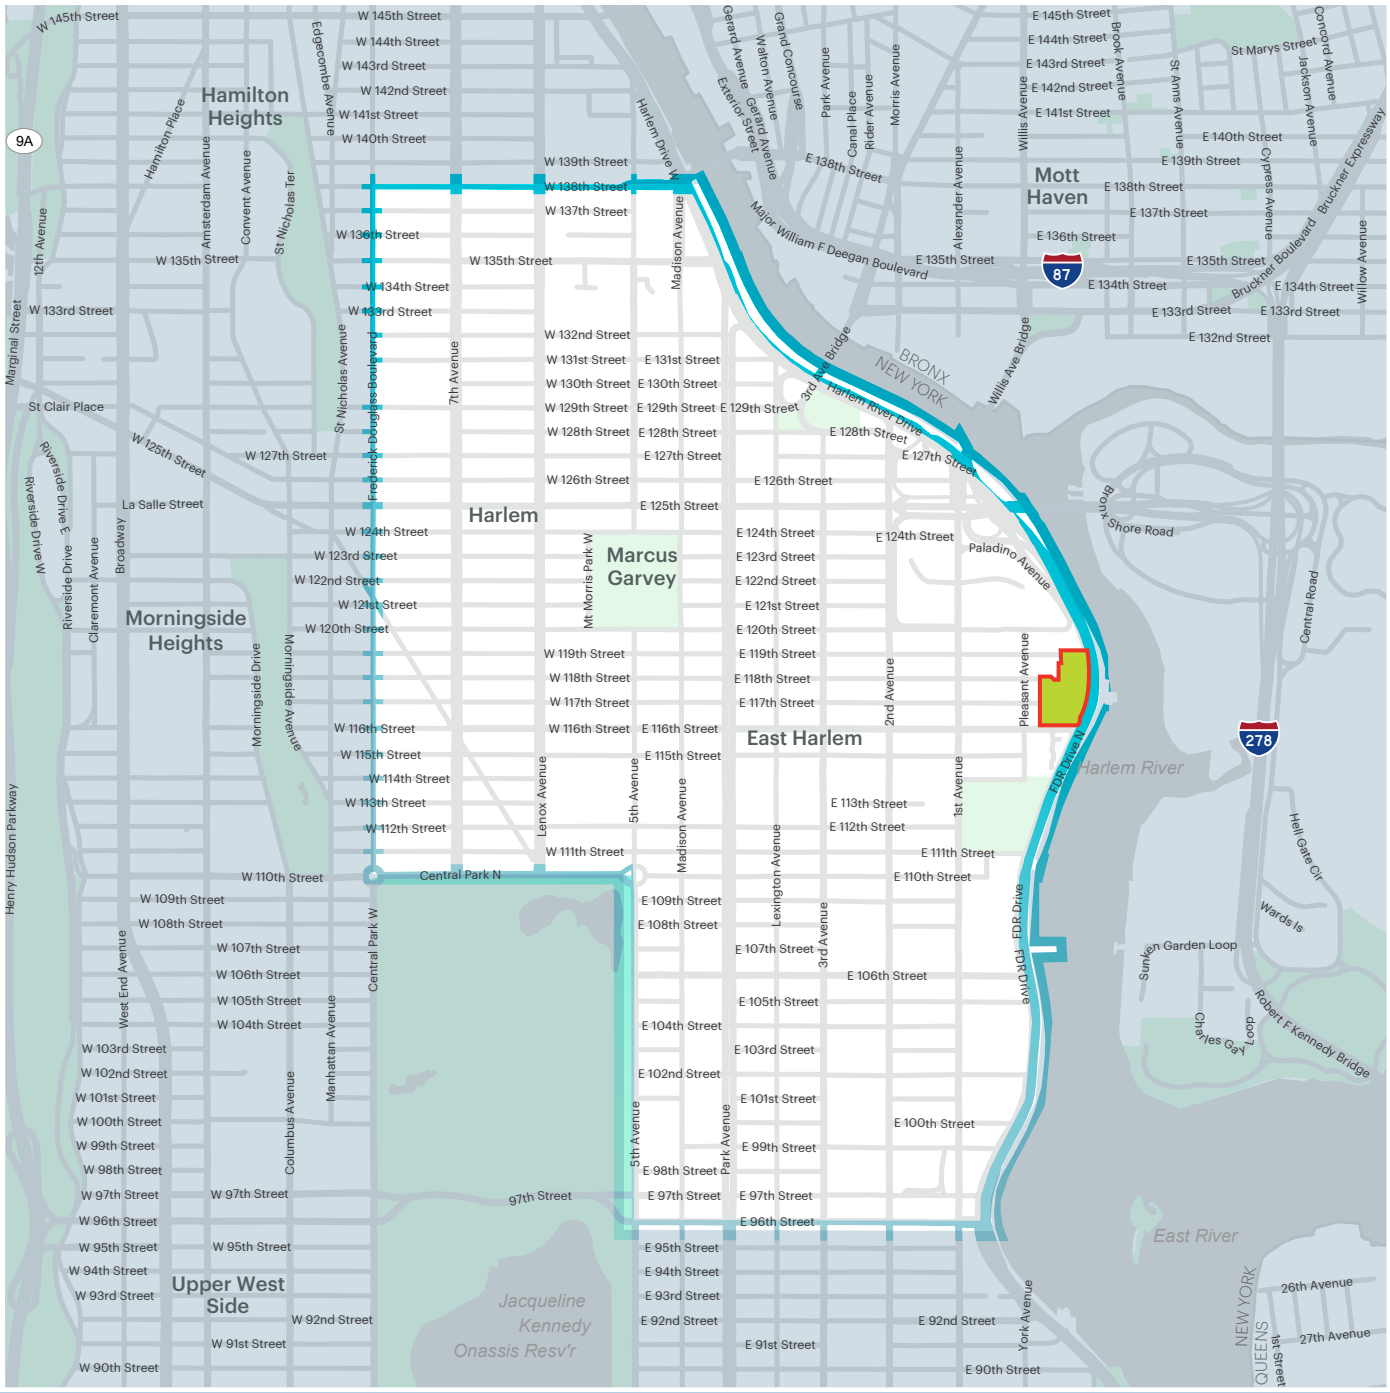 W 145th Street
W 145th Street
W 144th Street
W 143rd Street
W 142nd Street
W 141st Street
W 140th Street
Edgecombe Avenue
Hamilton
Heights
Hamilton Place
9A
Amsterdam Avenue
Convent Avenue
St Nicholas Ter
12th Avenue
W 139th Street
W 138th Street
W 137th Street
W 136th Street
W 135th Street
W 135th Street
W 134th Street
W 133rd Street
W 133rd Street
W 132nd Street
W 131st Street
E 131st Street
W 130th Street
E 130th Street
W 129th Street
E 129th Street
E 129th Street
W 128th Street
E 128th Street
E 128th Street
W 127th Street
E 127th Street
E 127th Street
W 126th Street
E 126th Street
W 125th Street
E 125th Street
Harlem Drive W
Madison Avenue
7th Avenue
Frederick Douglass Boulevard
St Nicholas Avenue
Marginal Street
St Clair Place
Riverside Drive E
Riverside Drive W
Riverside Drive
Claremont Avenue
Broadway
La Salle Street
Gerard Avenue
Walton Avenue
Grand Concourse
Exterior Street
Gerard Avenue
Park Avenue
Canal Place
Rider Avenue
Morris Avenue
E 138th Street
Major William F Deegan Boulevard
Alexander Avenue
Willis Avenue
Brook Avenue
E 145th Street
E 144th Street
E 143rd Street
E 142nd Street
E 141st Street
St Anns Avenue
St Marys Street
Concord Avenue
Jackson Avenue
E 140th Street
E 139th Street
E 138th Street
E 137th Street
E 136th Street
E 135th Street
E 135th Street
E 134th Street
E 134th Street
E 133rd Street
E 133rd Street
E 132nd Street
Cypress Avenue
Bruckner Expressway
Bruckner Boulevard
Willow Avenue
Mott
Haven
87
BRONX
NEW YORK
3rd Ave Bridge
Willis Ave Bridge
Harlem River Drive
Bronx Shore Road
Central Road
Harlem
Marcus
Garvey
Mt Morris Park W
W 124th Street
E 124th Street
E 124th Street
W 123rd Street
E 123rd Street
W 122nd Street
E 122nd Street
W 121st Street
E 121st Street
W 120th Street
E 120th Street
W 119th Street
E 119th Street
W 118th Street
E 118th Street
W 117th Street
E 117th Street
W 116th Street
W 116th Street
E 116th Street
W 115th Street
E 115th Street
W 114th Street
W 113th Street
E 113th Street
W 112th Street
E 112th Street
W 111th Street
E 111th Street
W 110th Street
Central Park N
E 110th Street
Paladino Avenue
Pleasant Avenue
2nd Avenue
1st Avenue
Morningside
Heights
Morningside Drive
Morningside Avenue
East Harlem
Lenox Avenue
5th Avenue
Madison Avenue
Lexington Avenue
3rd Avenue
FDR Drive N
FDR Drive
FDR Drive
Harlem River
278
Hell Gate Cir
Wards Is
Sunken Garden Loop
Charles Gay Loop
Robert F Kennedy Bridge
Henry Hudson Parkway
W 109th Street
E 109th Street
W 108th Street
E 108th Street
W 107th Street
E 107th Street
W 106th Street
E 106th Street
W 105th Street
E 105th Street
W 104th Street
E 104th Street
W 103rd Street
E 103rd Street
W 102nd Street
E 102nd Street
W 101st Street
E 101st Street
W 100th Street
E 100th Street
W 99th Street
E 99th Street
W 98th Street
E 98th Street
W 97th Street
W 97th Street
97th Street
E 97th Street
E 97th Street
W 96th Street
E 96th Street
W 95th Street
W 95th Street
E 95th Street
W 94th Street
E 94th Street
W 93rd Street
E 93rd Street
W 92nd Street
E 92nd Street
E 92nd Street
W 91st Street
E 91st Street
W 90th Street
E 90th Street
West End Avenue
Central Park W
Manhattan Avenue
Columbus Avenue
5th Avenue
Park Avenue
York Avenue
Upper West
Side
Jacqueline
Kennedy
Onassis Resv'r
East River
NEW YORK
QUEENS
26th Avenue
27th Avenue
1st Street